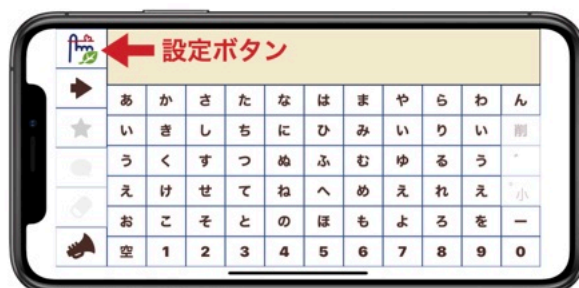 設定ボタン
あ か さ た な は ま や ら わ ん
い き し ち に ひ み い り い 削
う く す つ ぬ ふ む ゆ る う ゛
え け せ て ね へ め え れ え ゜小
お こ そ と の ほ も よ ろ を ー
空 1 2 3 4 5 6 7 8 9 0